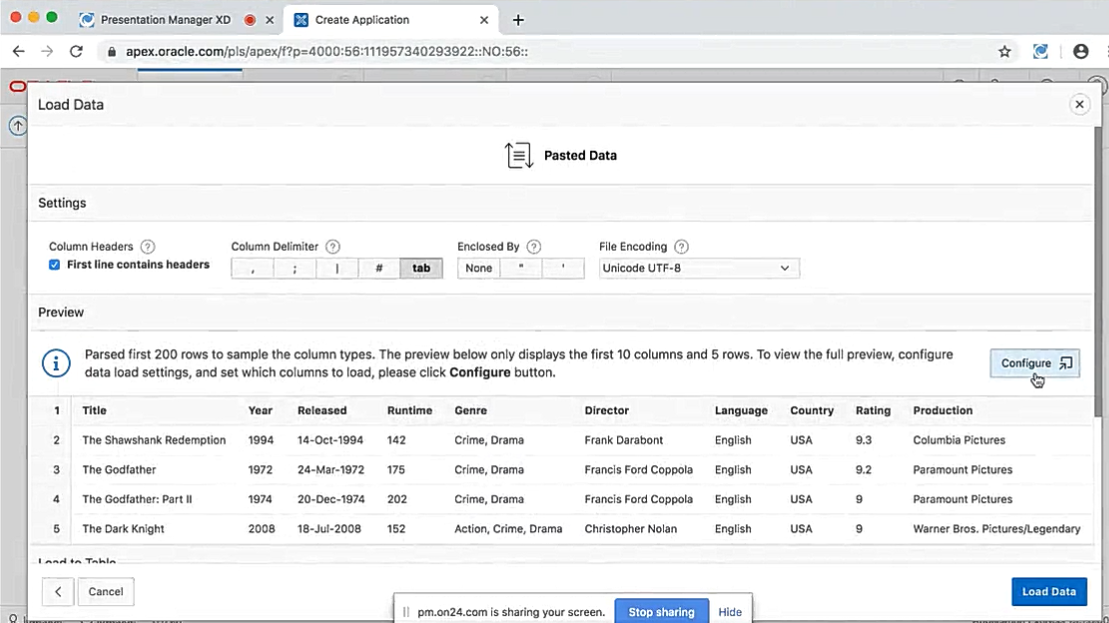 Presentation Manager XD
Create Application
apex.oracle.com/pls/apex/f?p=4000:56:111957340293922::NO:56::
Load Data
Pasted Data
Settings
Column Headers ? Column Delimiter ? Enclosed By ? File Encoding ?
First line contains headers , ; | # tab None " ' Unicode UTF-8
Preview
Parsed first 200 rows to sample the column types. The preview below only displays the first 10 columns and 5 rows. To view the full preview, configure
data load settings, and set which columns to load, please click Configure button.
Configure
1 Title Year Released Runtime Genre Director Language Country Rating Production
2 The Shawshank Redemption 1994 14-Oct-1994 142 Crime, Drama Frank Darabont English USA 9.3 Columbia Pictures
3 The Godfather 1972 24-Mar-1972 175 Crime, Drama Francis Ford Coppola English USA 9.2 Paramount Pictures
4 The Godfather: Part II 1974 20-Dec-1974 202 Crime, Drama Francis Ford Coppola English USA 9 Paramount Pictures
5 The Dark Knight 2008 18-Jul-2008 152 Action, Crime, Drama Christopher Nolan English USA 9 Warner Bros. Pictures/Legendary
Load to Table
Cancel
Load Data
pm.on24.com is sharing your screen. Stop sharing Hide